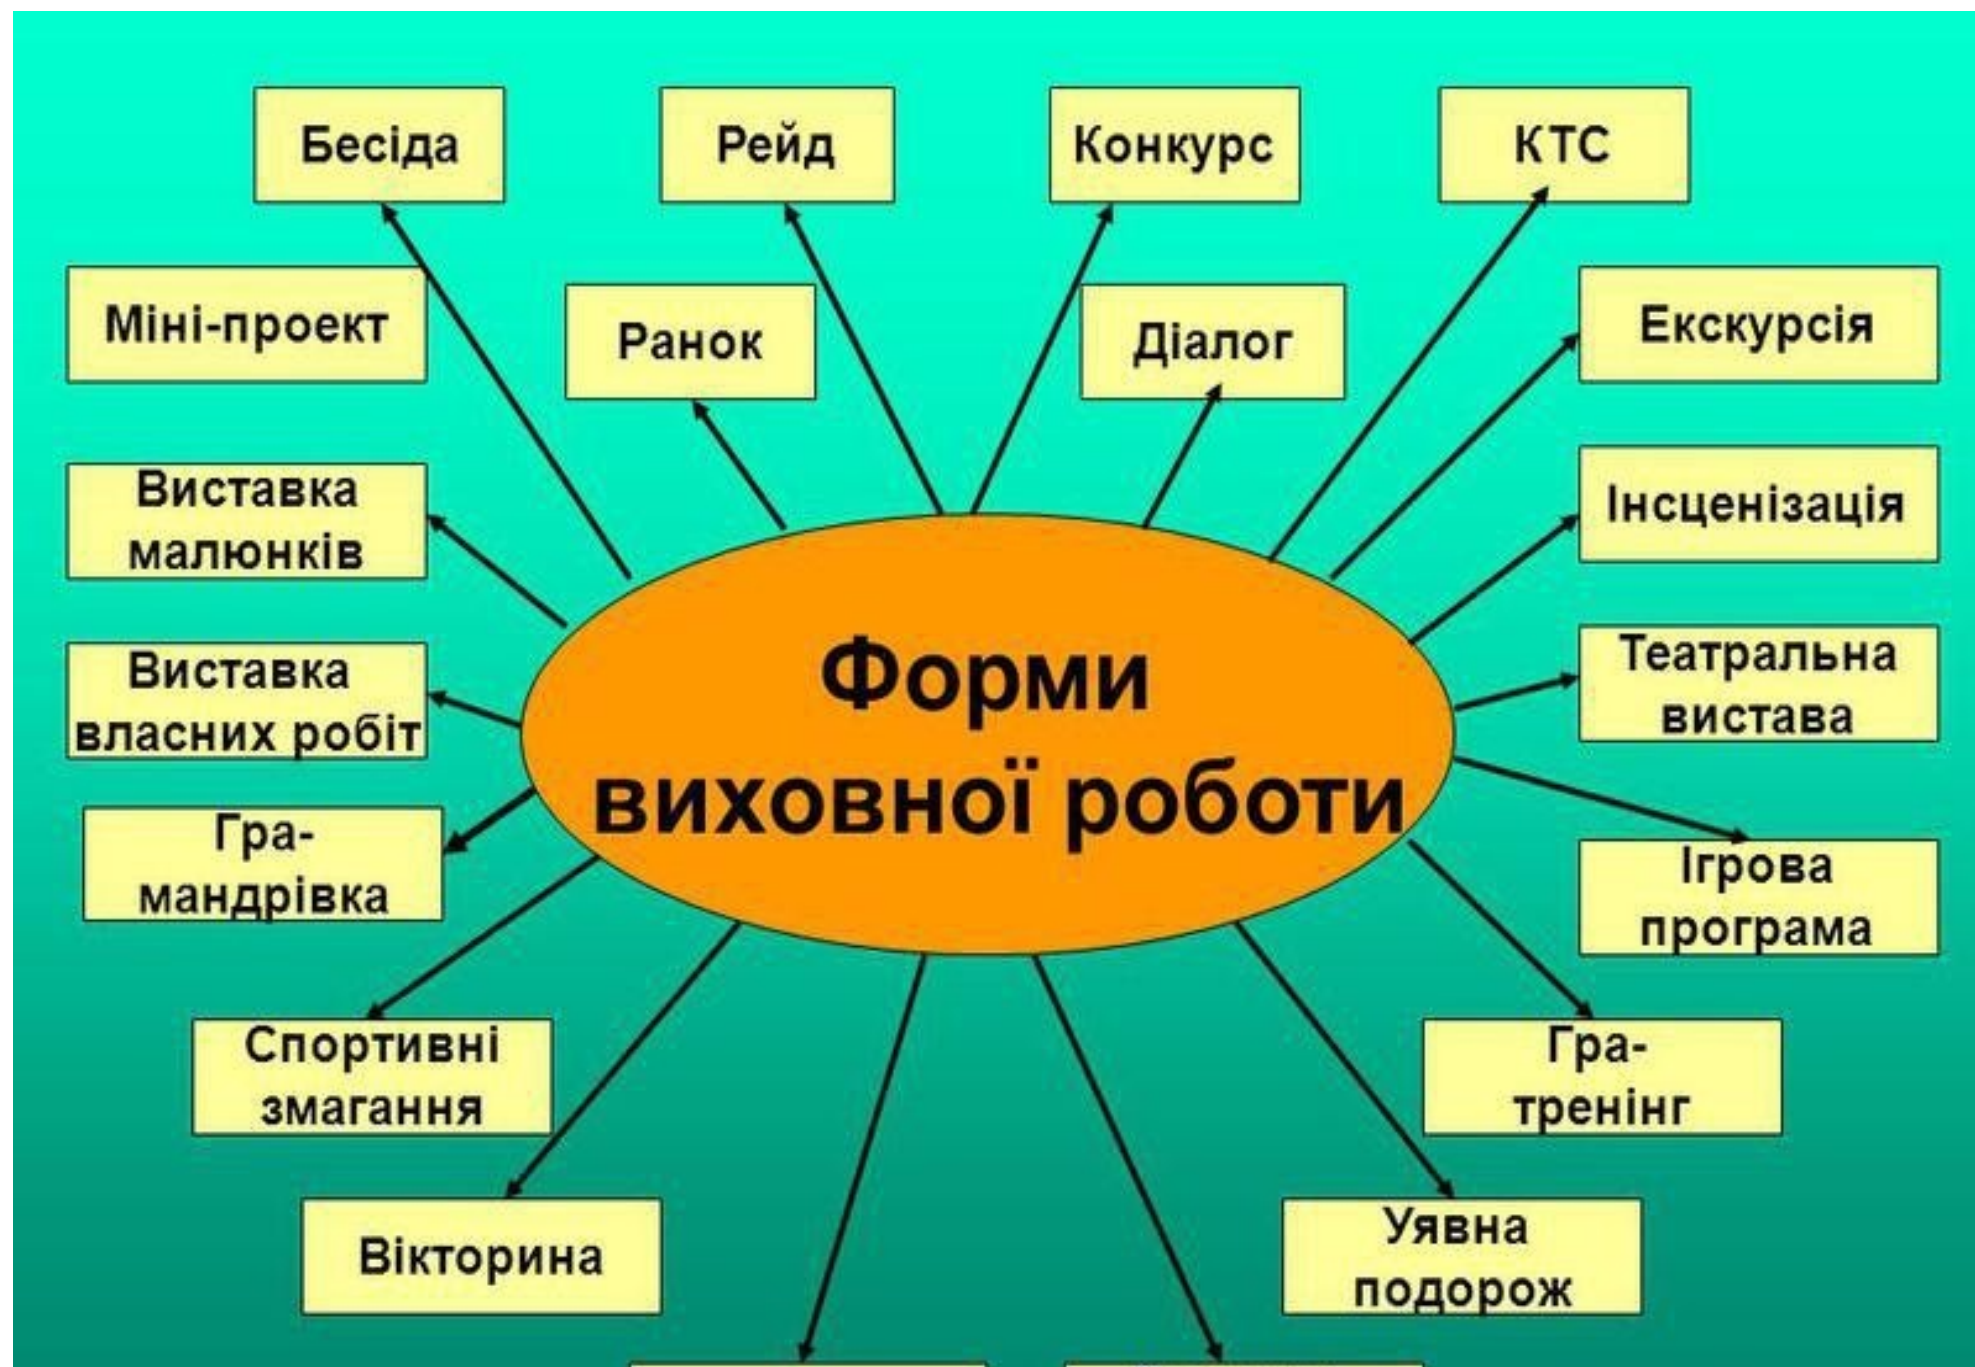 Бесіда
Рейд
Конкурс
КТС
Міні-проект
Ранок
Діалог
Екскурсія
Виставка
малюнків
Інсценізація
Виставка
власних робіт
Форми
виховної роботи
Театральна
вистава
Гра-
мандрівка
Ігрова
програма
Спортивні
змагання
Гра-
тренінг
Вікторина
Уявна
подорож